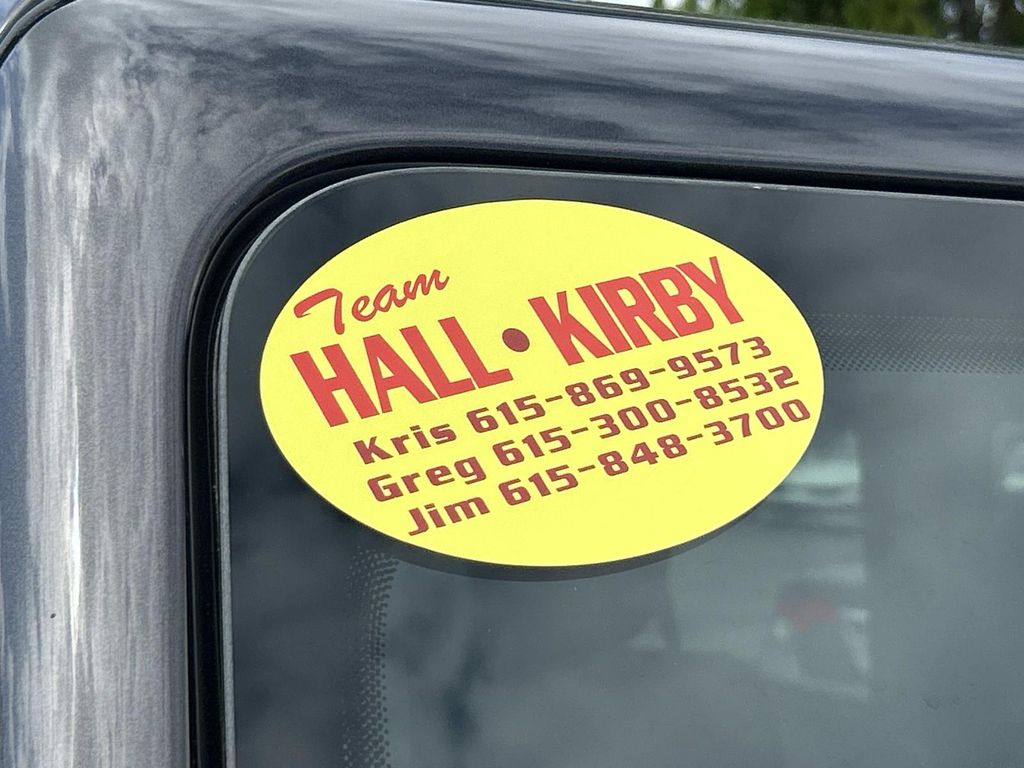 Team
HALL • KIRBY
Kris 615-869-9573
Greg 615-300-8532
Jim 615-848-3700